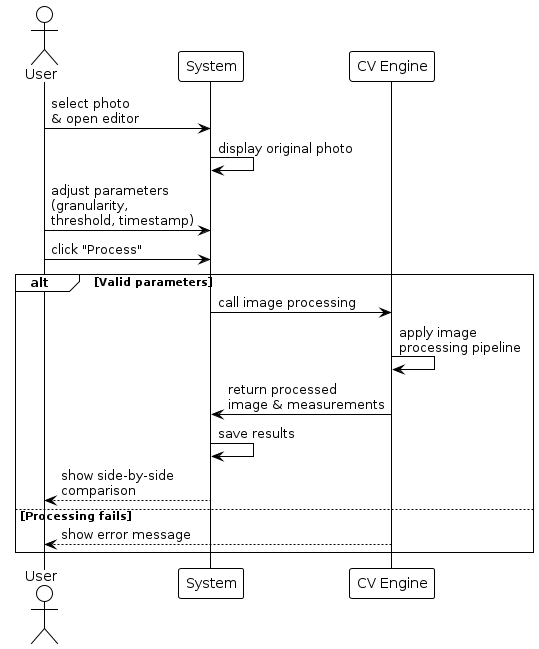 User
System
CV Engine
select photo
& open editor
display original photo
adjust parameters
(granularity,
threshold, timestamp)
click "Process"
alt
[Valid parameters]
call image processing
apply image
processing pipeline
return processed
image & measurements
save results
show side-by-side
comparison
[Processing fails]
show error message
User
System
CV Engine